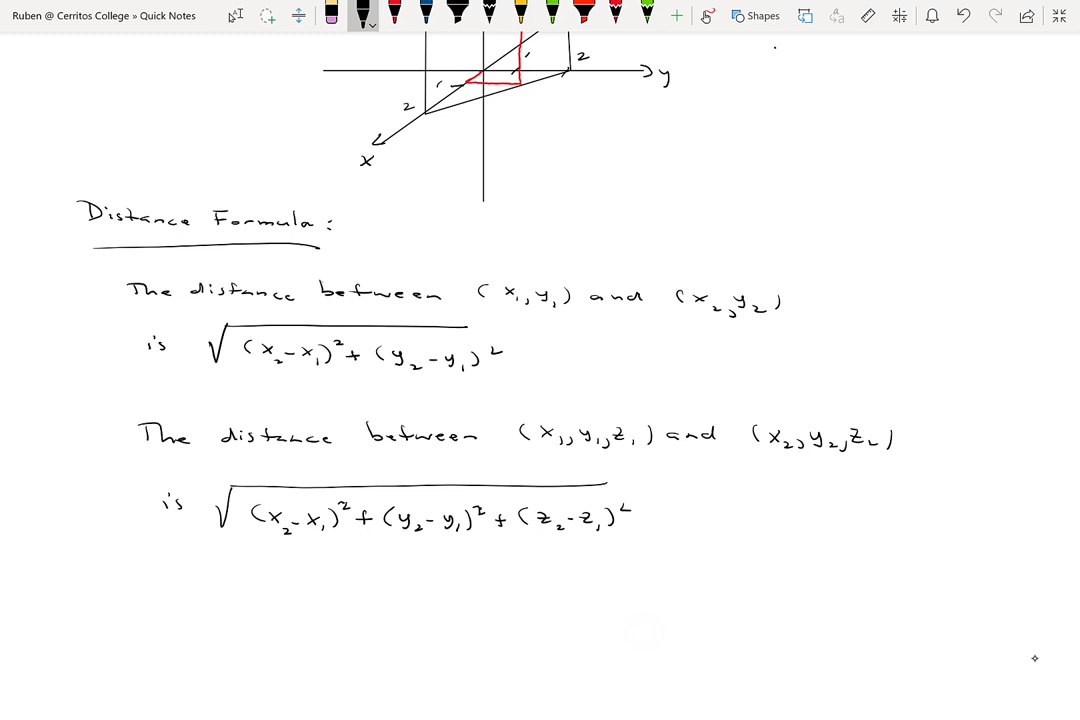 Ruben @ Cerritos College » Quick Notes
Shapes
2
y
2
x
Distance Formula:
The distance between (x₁, y₁) and (x₂, y₂)
is √(x₂-x₁)² + (y₂-y₁)²
The distance between (x₁, y₁, z₁) and (x₂, y₂, z₂)
is √(x₂-x₁)² + (y₂-y₁)² + (z₂-z₁)²